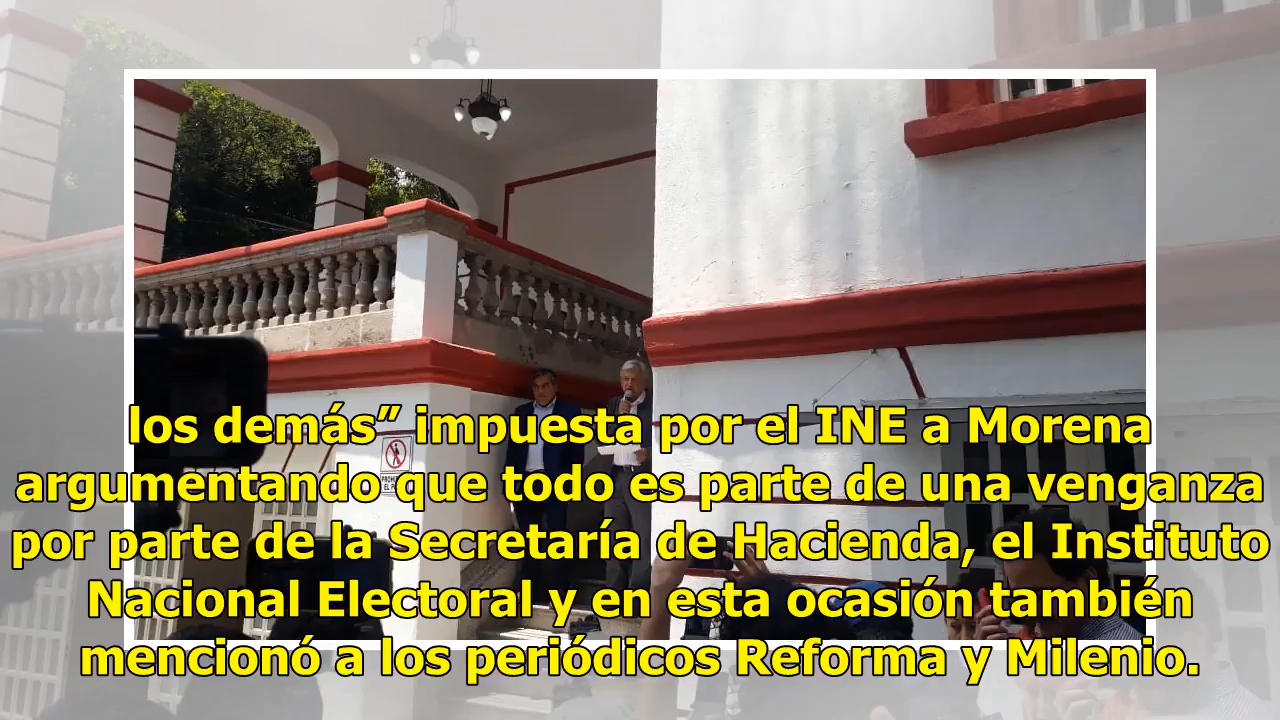 los demás” impuesta por el INE a Morena
argumentando que todo es parte de una venganza
por parte de la Secretaría de Hacienda, el Instituto
Nacional Electoral y en esta ocasión también
mencionó a los periódicos Reforma y Milenio.